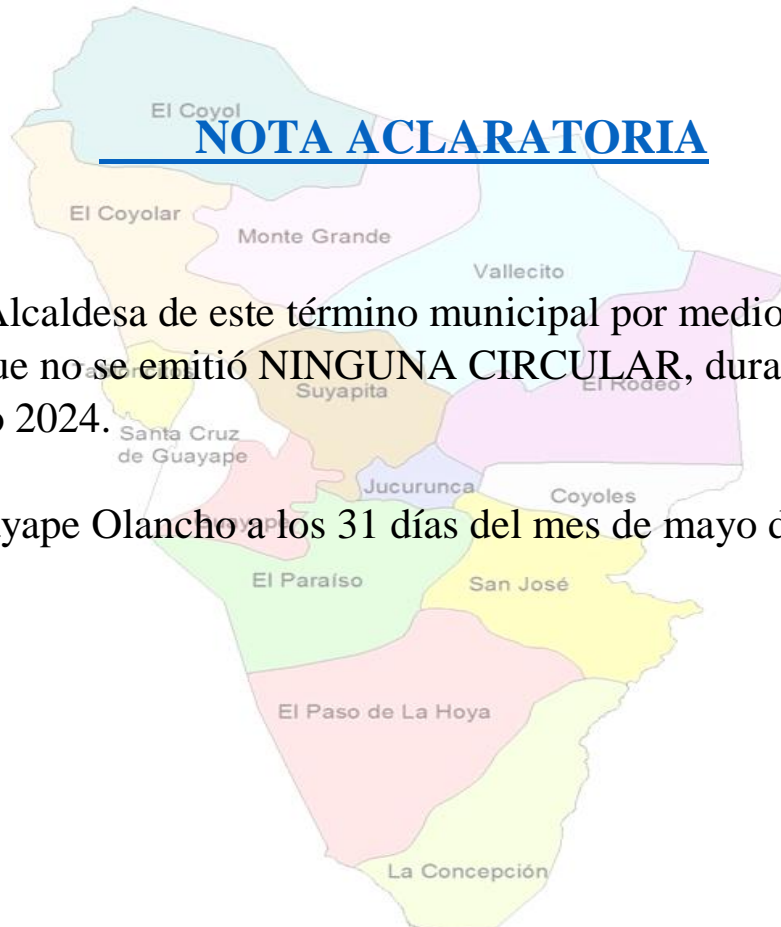 El Coyol
NOTA ACLARATORIA
El Coyolar
Monte Grande
Vallecito
Alcaldesa de este término municipal por medio
ue no se emitió NINGUNA CIRCULAR, dura
El Rodeo
Suyapita
o 2024.
Santa Cruz
de Guayape
Jucurunca
Coyoles
Guayape
yape Olancho a los 31 días del mes de mayo d
El Paraíso
San José
El Paso de La Hoya
La Concepción